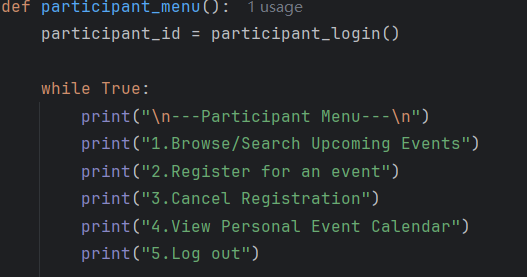 def participant_menu(): 1 usage
    participant_id = participant_login()

    while True:
        print("\n---Participant Menu---\n")
        print("1.Browse/Search Upcoming Events")
        print("2.Register for an event")
        print("3.Cancel Registration")
        print("4.View Personal Event Calendar")
        print("5.Log out")